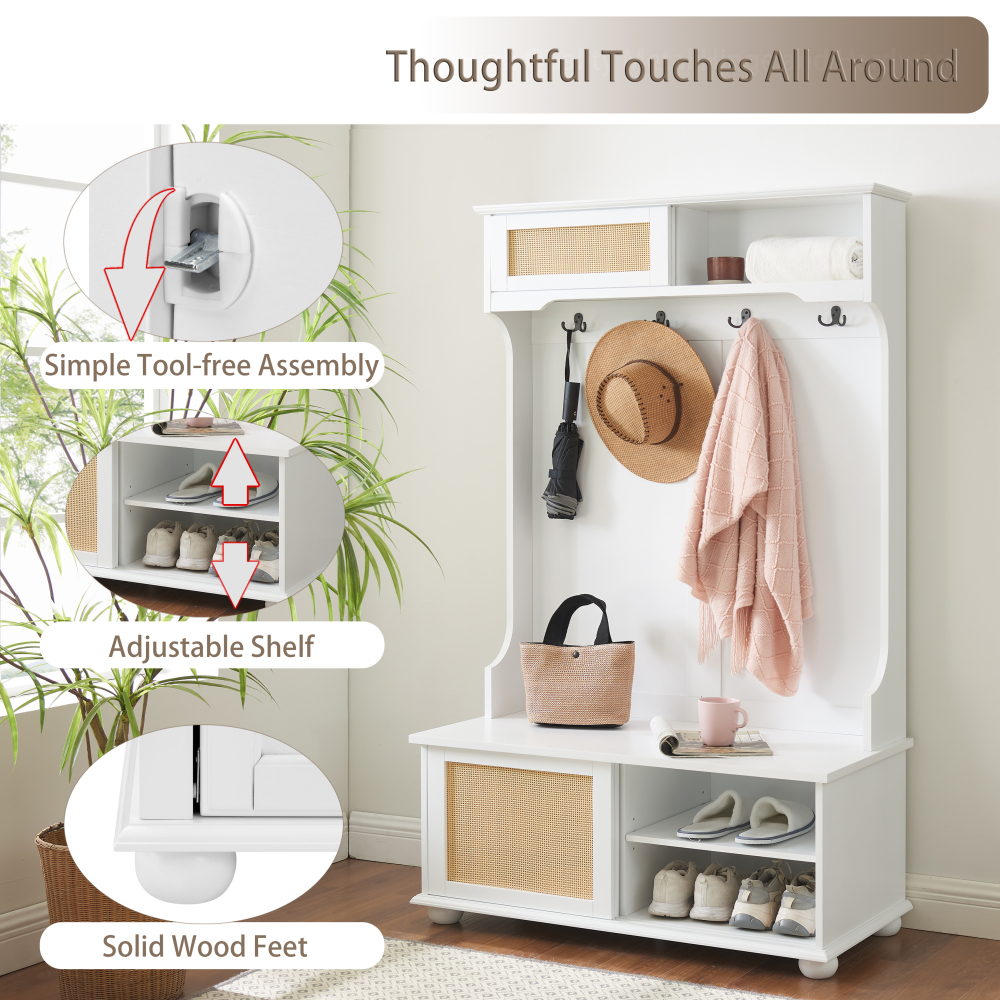 Thoughtful Touches All Around
Simple Tool-free Assembly
Adjustable Shelf
Solid Wood Feet